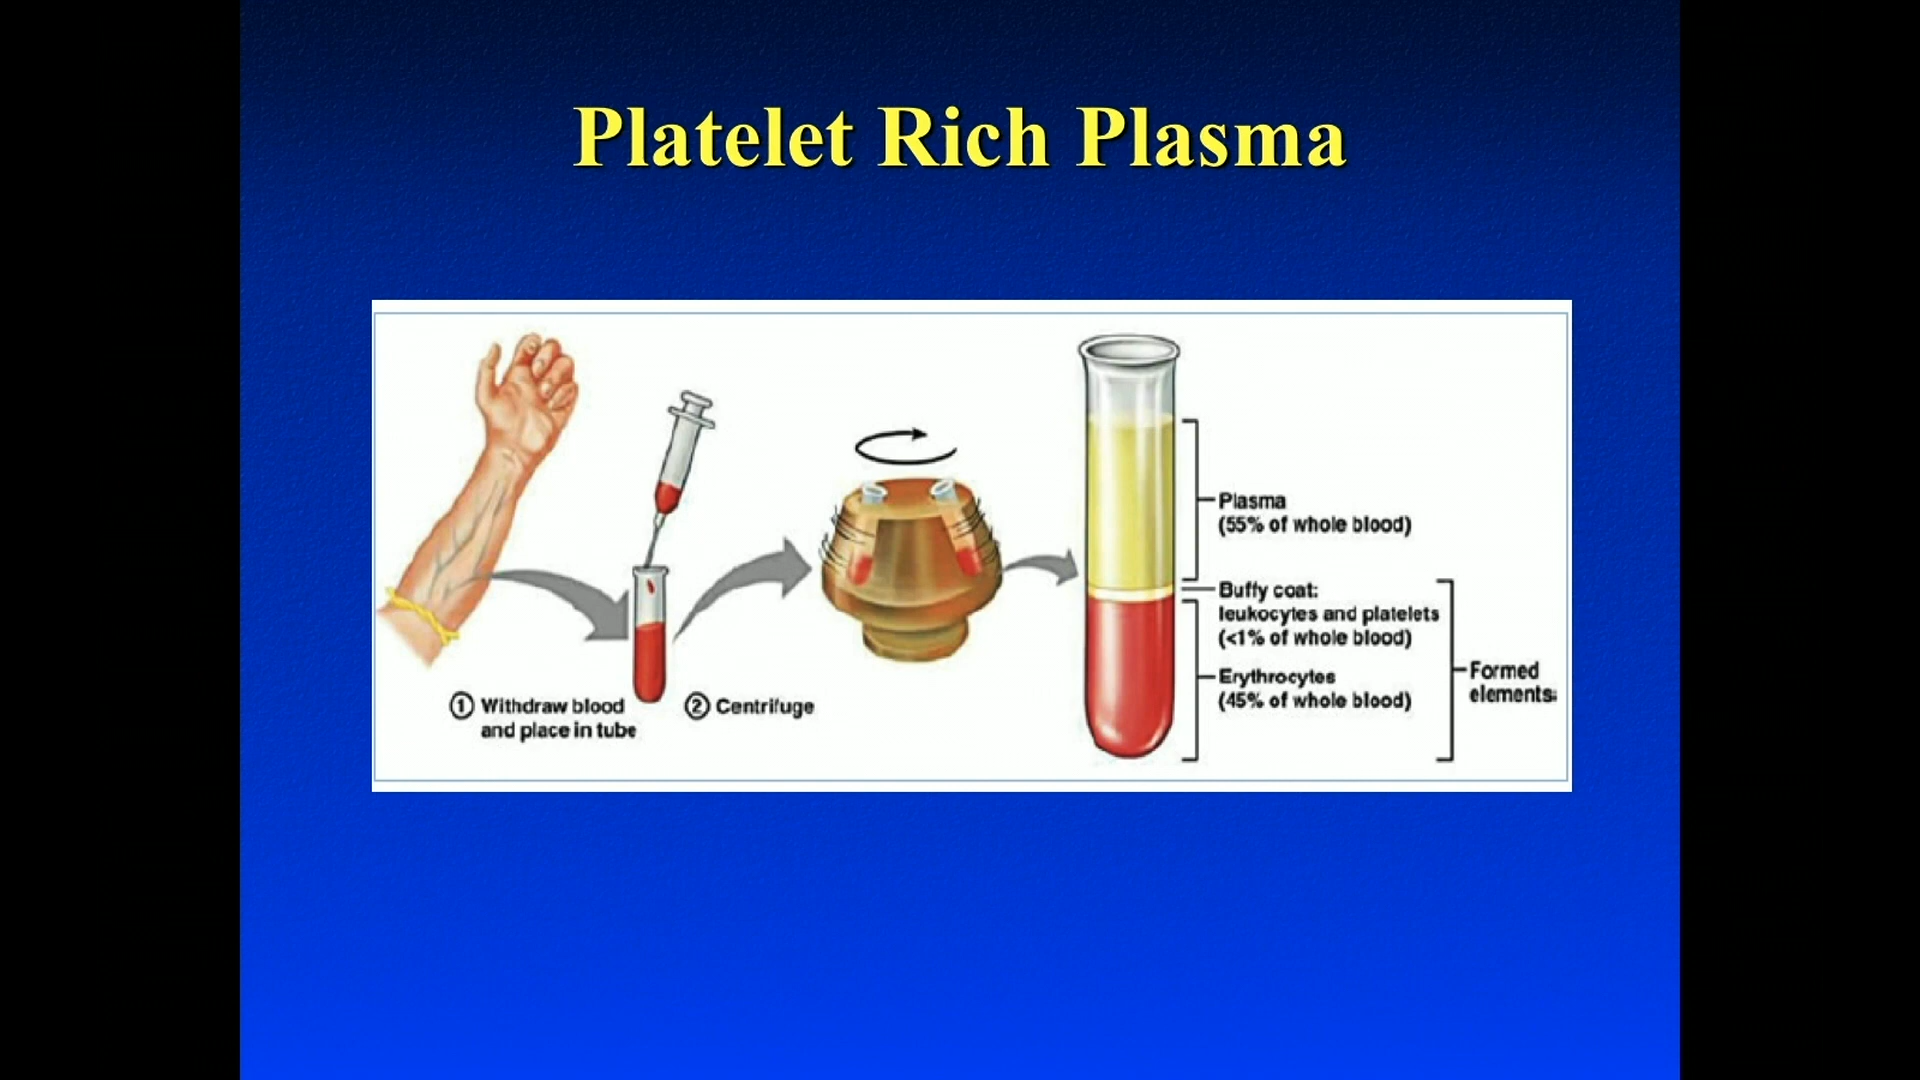 Platelet Rich Plasma
1 Withdraw blood
and place in tube
2 Centrifuge
Plasma
(55% of whole blood)
Buffy coat:
leukocytes and platelets
(<1% of whole blood)
Erythrocytes
(45% of whole blood)
Formed
elements